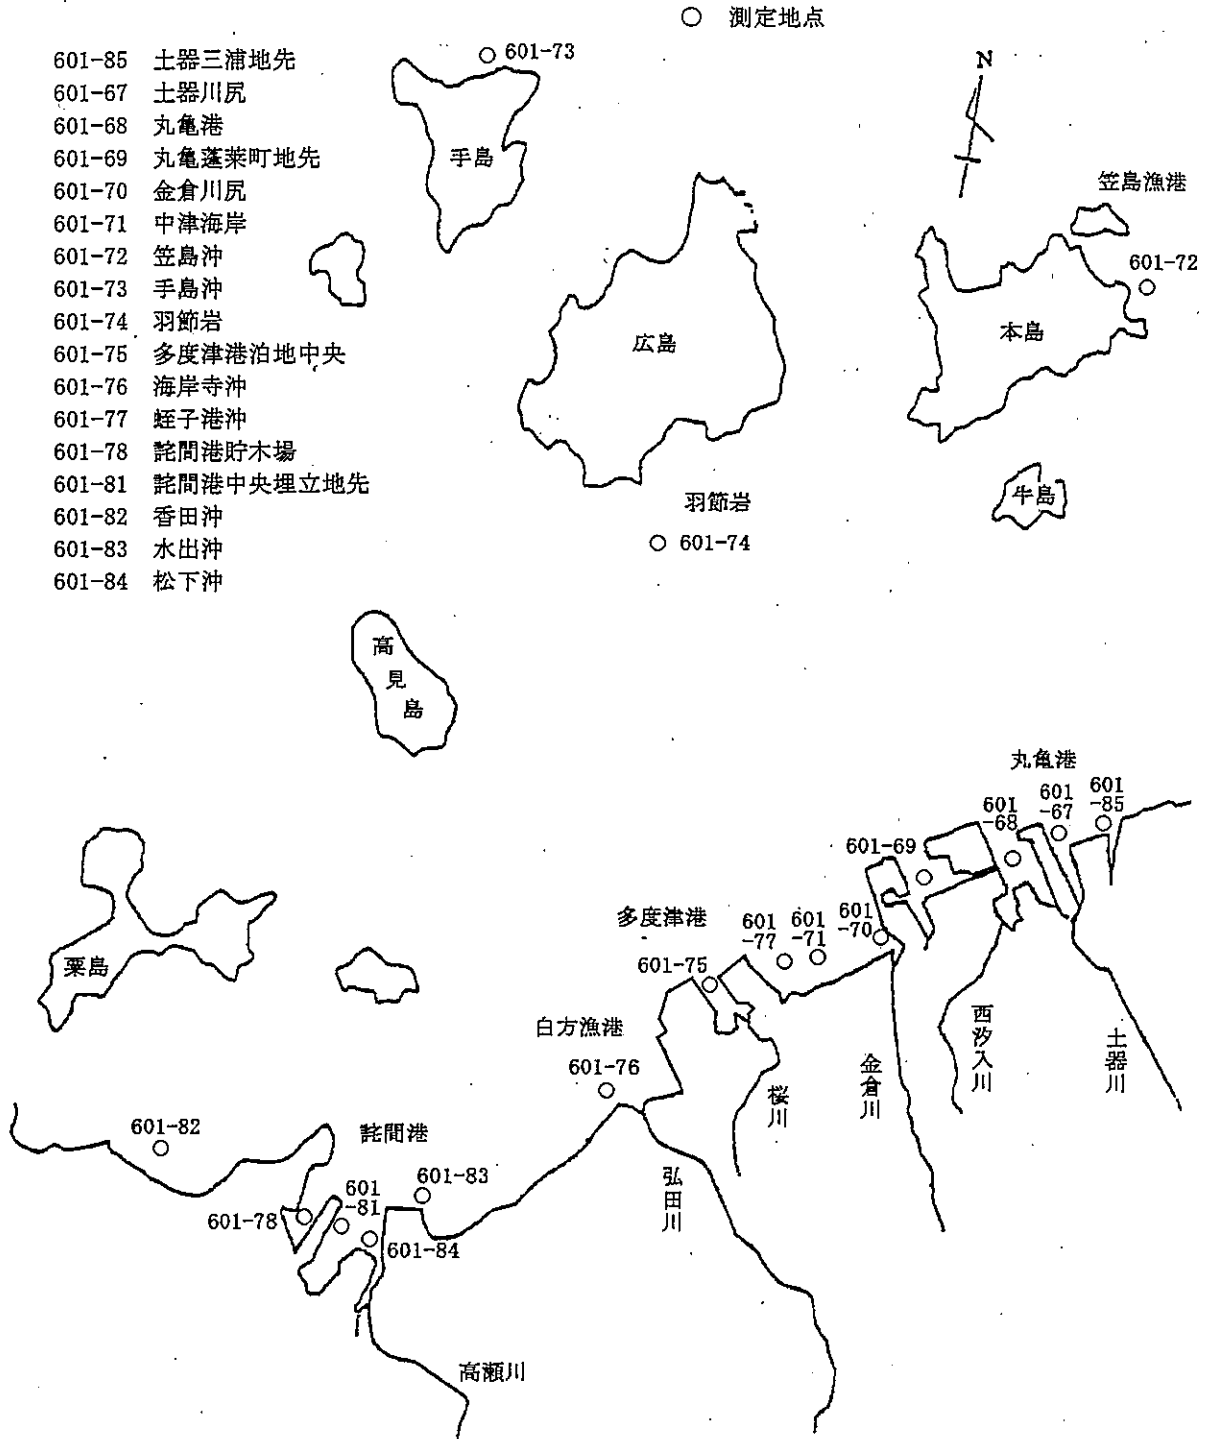 ○ 測定地点
601-85 土器三浦地先
601-67 土器川尻
601-68 丸亀港
601-69 丸亀蓬莱町地先
601-70 金倉川尻
601-71 中津海岸
601-72 笠島沖
601-73 手島沖
601-74 羽節岩
601-75 多度津港泊地中央
601-76 海岸寺沖
601-77 蛭子港沖
601-78 詫間港貯木場
601-81 詫間港中央埋立地先
601-82 香田沖
601-83 水出沖
601-84 松下沖
601-73
N
手島
笠島漁港
601-72
広島
本島
牛島
羽節岩
601-74
高見島
丸亀港
601-85
601-67
601-68
601-69
601-70
多度津港
601-77
601-71
601-75
粟島
白方漁港
601-76
西汐入川
土器川
金倉川
桜川
601-82
詫間港
弘田川
601-83
601-81
601-78
601-84
高瀬川